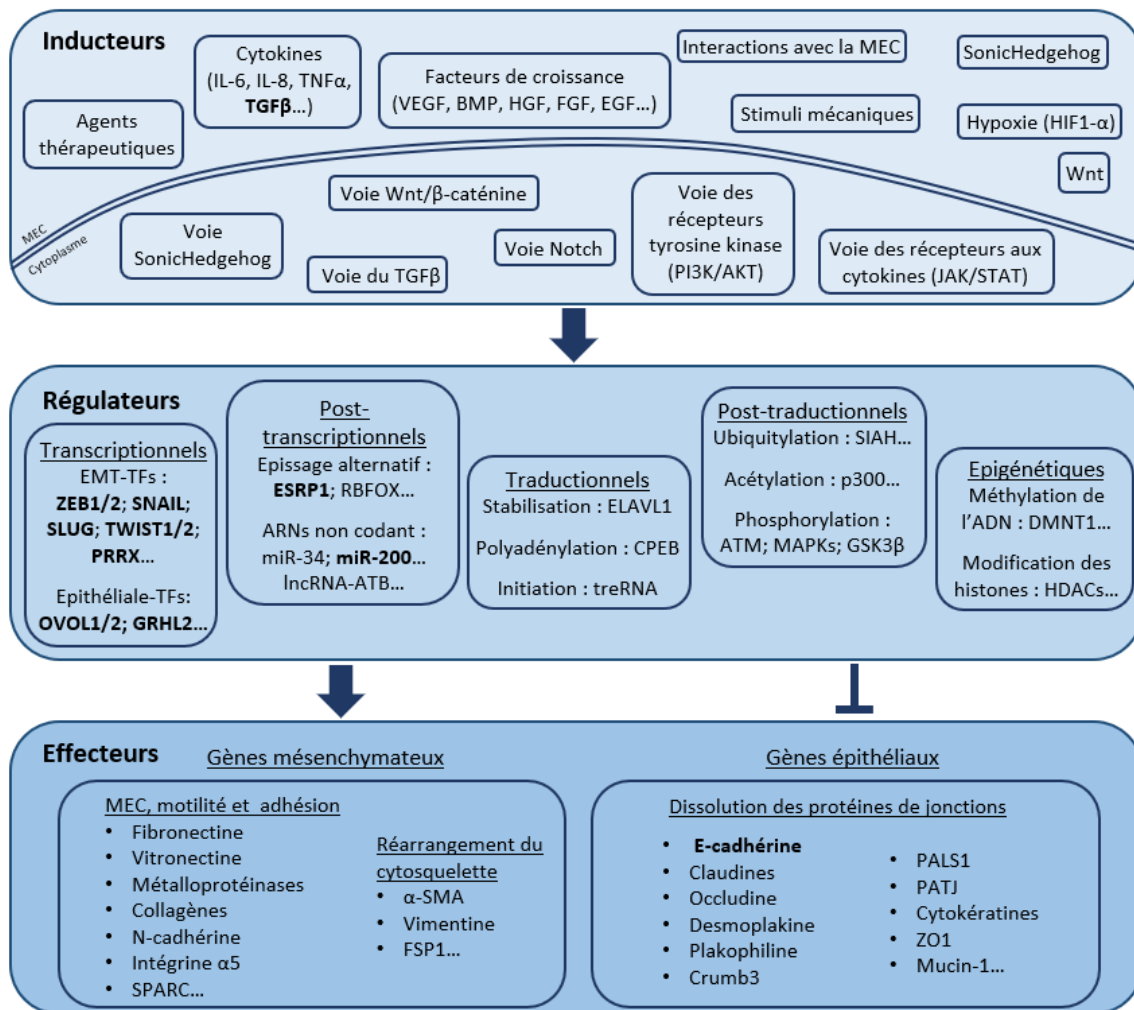 Inducteurs
Cytokines
(IL-6, IL-8, TNFα,
TGFβ...)
Facteurs de croissance
(VEGF, BMP, HGF, FGF, EGF...)
Interactions avec la MEC
SonicHedgehog
Agents
thérapeutiques
Stimuli mécaniques
Hypoxie (HIF1-α)
Wnt
MEC
Cytoplasme
Voie
SonicHedgehog
Voie Wnt/β-caténine
Voie du TGFβ
Voie Notch
Voie des
récepteurs
tyrosine kinase
(PI3K/AKT)
Voie des récepteurs aux
cytokines (JAK/STAT)
Régulateurs
Transcriptionnels
EMT-TFs :
ZEB1/2; SNAIL;
SLUG; TWIST1/2;
PRRX...
Epithéliale-TFs:
OVOL1/2; GRHL2...
Post-
transcriptionnels
Epissage alternatif :
ESRP1; RBFOX...
ARNs non codant :
miR-34; miR-200...
lncRNA-ATB...
Traductionnels
Stabilisation : ELAVL1
Polyadénylation : CPEB
Initiation : treRNA
Post-traductionnels
Ubiquitylation : SIAH...
Acétylation : p300...
Phosphorylation :
ATM; MAPKs; GSK3β
Epigénétiques
Méthylation de
l'ADN : DMNT1...
Modification des
histones : HDACs...
Effecteurs
Gènes mésenchymateux
MEC, motilité et adhésion
• Fibronectine
• Vitronectine
• Métalloprotéinases
• Collagènes
• N-cadhérine
• Intégrine α5
• SPARC...
Réarrangement du
cytosquelette
• α-SMA
• Vimentine
• FSP1...
Gènes épithéliaux
Dissolution des protéines de jonctions
• E-cadhérine
• Claudines
• Occludine
• Desmoplakine
• Plakophiline
• Crumb3
• PALS1
• PATJ
• Cytokératines
• ZO1
• Mucin-1...